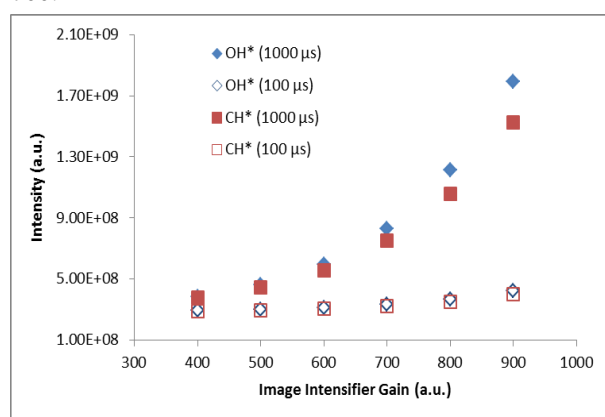 2.10E+09
1.70E+09
1.30E+09
9.00E+08
5.00E+08
1.00E+08
Intensity (a.u.)
OH* (1000 µs)
OH* (100 µs)
CH* (1000 µs)
CH* (100 µs)
300 400 500 600 700 800 900 1000
Image Intensifier Gain (a.u.)